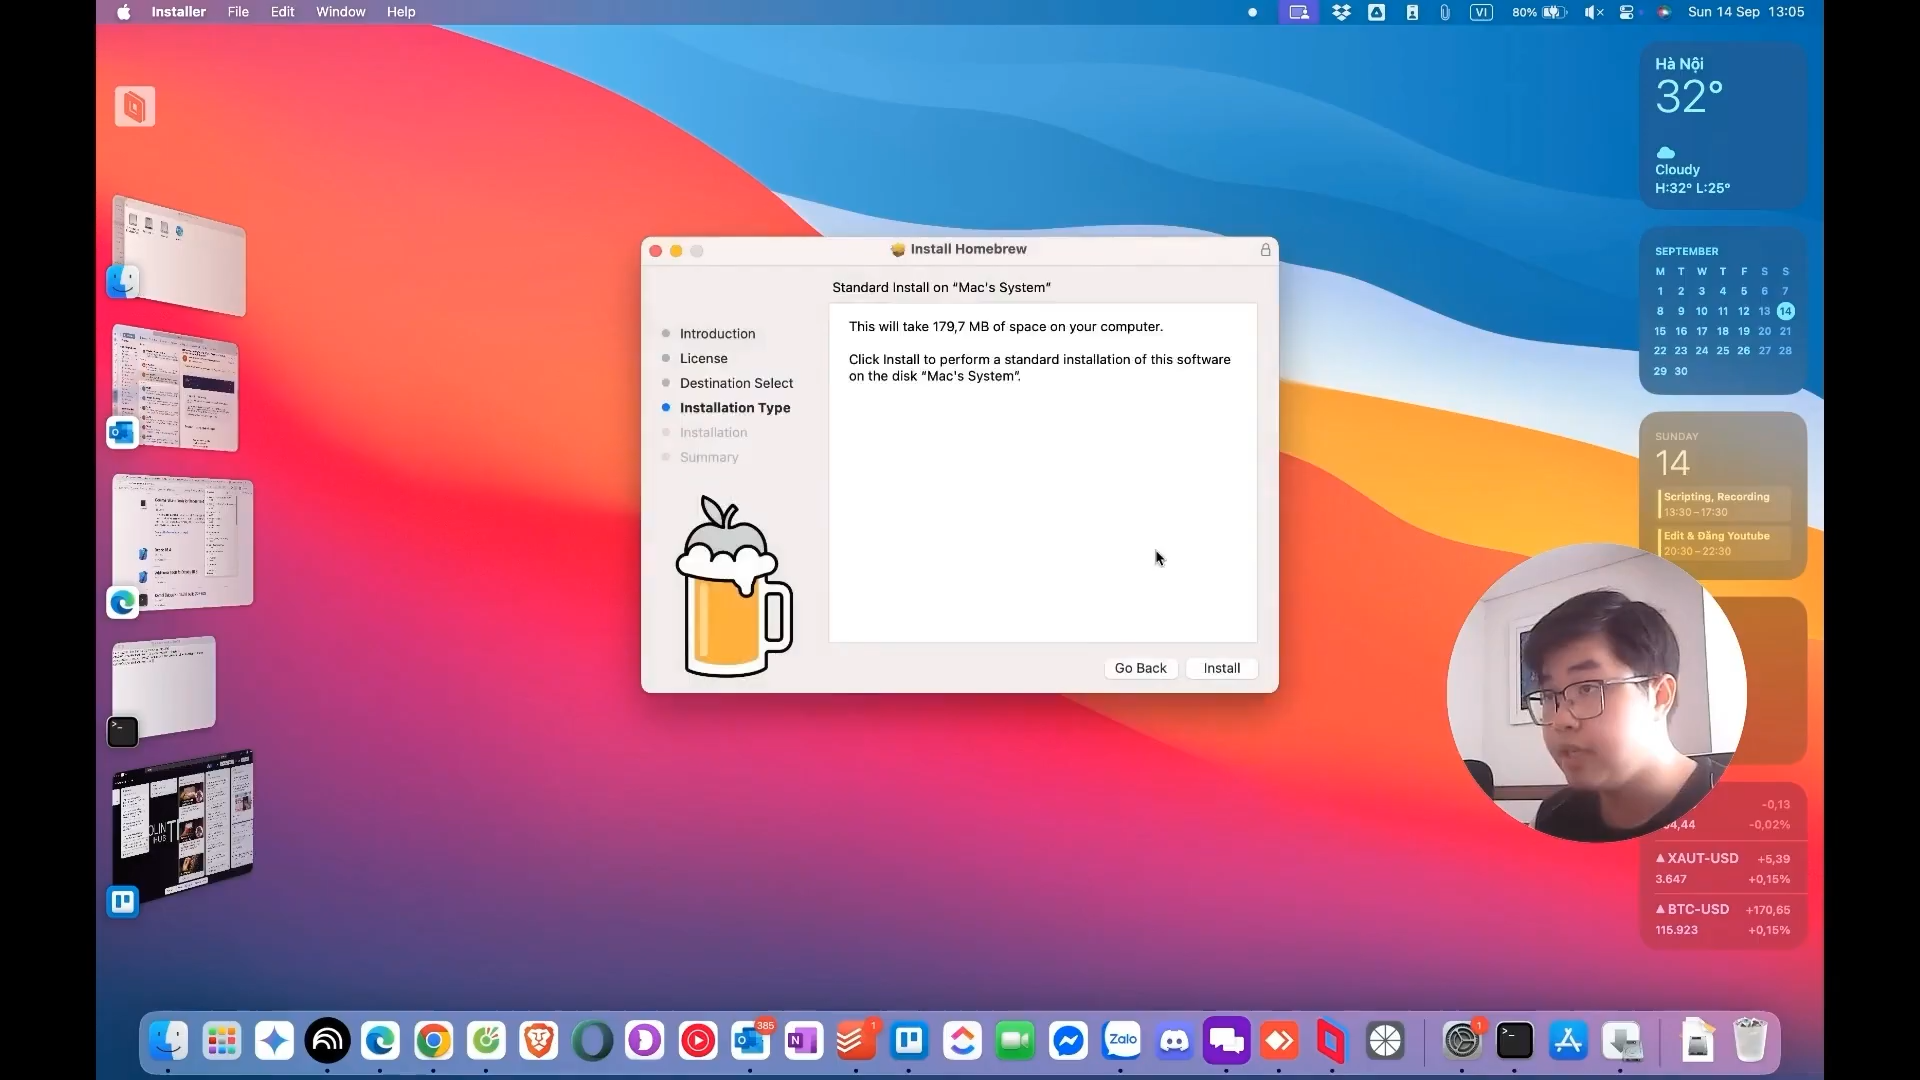 Installer File Edit Window Help
VI 80% Sun 14 Sep 13:05
Hà Nội
32°
Cloudy
H:32° L:25°
SEPTEMBER
M T W T F S S
1 2 3 4 5 6 7
8 9 10 11 12 13 14
15 16 17 18 19 20 21
22 23 24 25 26 27 28
29 30
SUNDAY
14
Scripting, Recording
13:30 – 17:30
Edit & Đăng Youtube
20:30 – 22:30
-0,13
-0,02%
XAUT-USD +5,39
3.647 +0,15%
BTC-USD +170,65
115.923 +0,15%
Install Homebrew
Standard Install on “Mac's System”
Introduction
License
Destination Select
Installation Type
Installation
Summary
This will take 179,7 MB of space on your computer.
Click Install to perform a standard installation of this software
on the disk “Mac's System”.
Go Back Install
385
1
Zalo
1